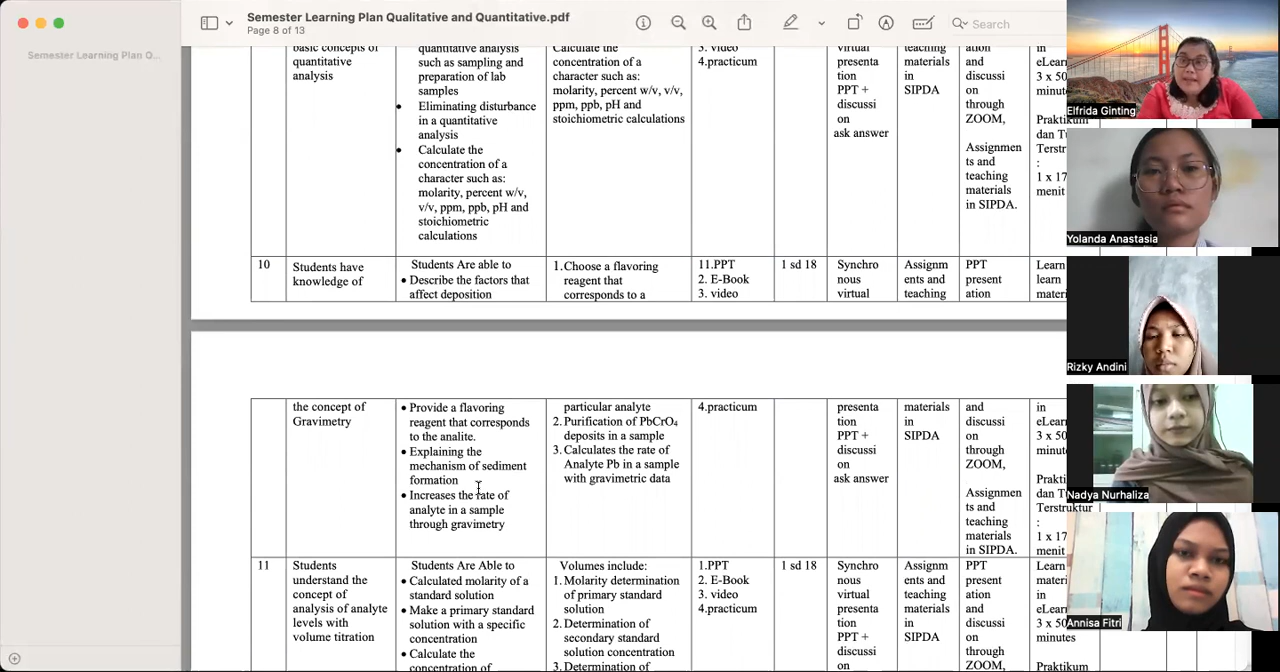 Semester Learning Plan Qualitative and Quantitative.pdf
Page 8 of 13
Search
Semester Learning Plan Q...
basic concepts of
quantitative
analysis
quantitative analysis
such as sampling and
preparation of lab
samples
• Eliminating disturbance
in a quantitative
analysis
• Calculate the
concentration of a
character such as:
molarity, percent w/v,
v/v, ppm, ppb, pH and
stoichiometric
calculations
Calculate the
concentration of a
character such as:
molarity, percent w/v, v/v,
ppm, ppb, pH and
stoichiometric calculations
3. video
4.practicum
virtual
presenta
tion
PPT +
discussi
on
ask answer
teaching
materials
in
SIPDA
ation
and
discussi
on
through
ZOOM,
Assignmen
ts and
teaching
materials
in SIPDA.
in
eLear
3 x 50
minute
Praktikum
dan Tu
Terstr
:
1 x 17
menit
10
Students have
knowledge of
Students Are able to
• Describe the factors that
affect deposition
1. Choose a flavoring
reagent that
corresponds to a
11.PPT
2. E-Book
3. video
1 sd 18
Synchro
nous
virtual
Assignm
ents and
teaching
PPT
present
ation
Learn
learn
materi
the concept of
Gravimetry
• Provide a flavoring
reagent that corresponds
to the analite.
• Explaining the
mechanism of sediment
formation
• Increases the rate of
analyte in a sample
through gravimetry
particular analyte
2. Purification of PbCrO₄
deposits in a sample
3. Calculates the rate of
Analyte Pb in a sample
with gravimetric data
4.practicum
presenta
tion
PPT +
discussi
on
ask answer
materials
in
SIPDA
and
discussi
on
through
ZOOM,
Assignmen
ts and
teaching
materials
in SIPDA.
in
eLear
3 x 50
minute
Prakti
dan T
Terstruktur
:
1 x 17
menit
11
Students
understand the
concept of
analysis of analyte
levels with
volume titration
Students Are Able to
• Calculated molarity of a
standard solution
• Make a primary standard
solution with a specific
concentration
• Calculate the
concentration of
Volumes include:
1. Molarity determination
of primary standard
solution
2. Determination of
secondary standard
solution concentration
3. Determination of
1.PPT
2. E-Book
3. video
4.practicum
1 sd 18
Synchro
nous
virtual
presenta
tion
PPT +
discussi
on
Assignm
ents and
teaching
materials
in
SIPDA
PPT
present
ation
and
discussi
on
through
ZOOM,
Learn
materi
in
eLear
3 x 50
minutes
Praktikum
Elfrida Ginting
Yolanda Anastasia
Rizky Andini
Nadya Nurhaliza
Annisa Fitri